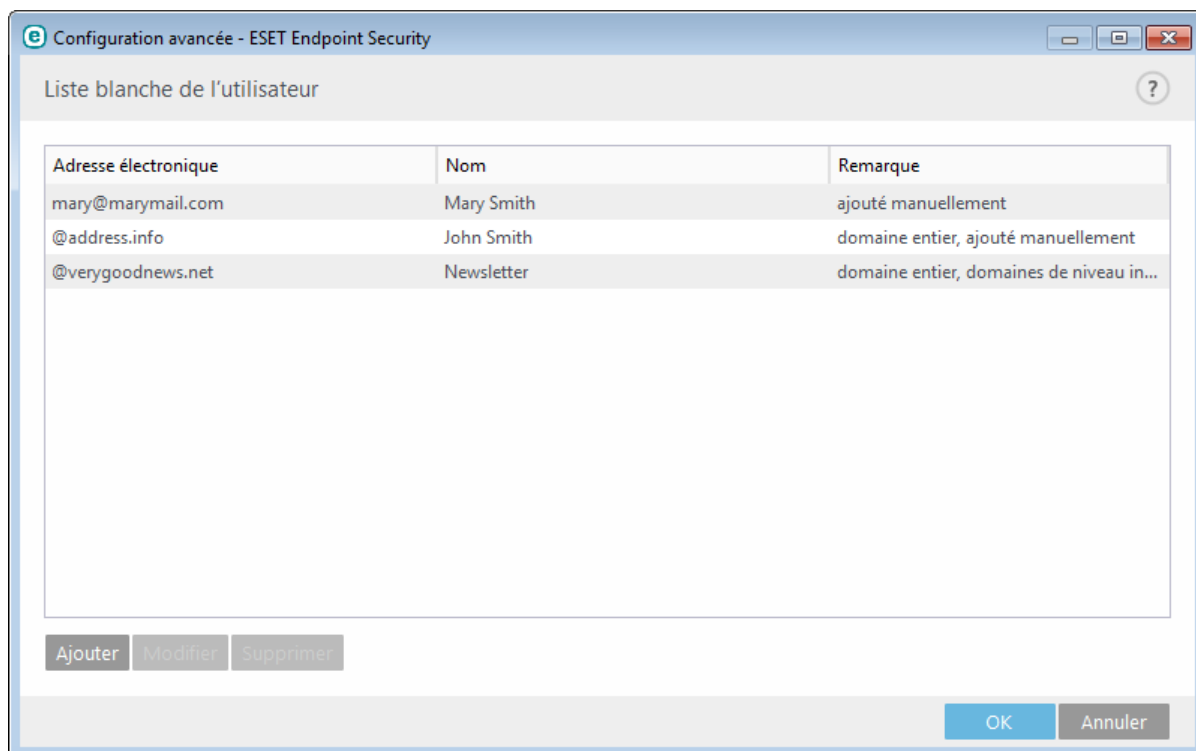 Configuration avancée - ESET Endpoint Security
Liste blanche de l'utilisateur
?
Adresse électronique Nom Remarque
mary@marymail.com Mary Smith ajouté manuellement
@address.info John Smith domaine entier, ajouté manuellement
@verygoodnews.net Newsletter domaine entier, domaines de niveau in...
Ajouter Modifier Supprimer
OK Annuler